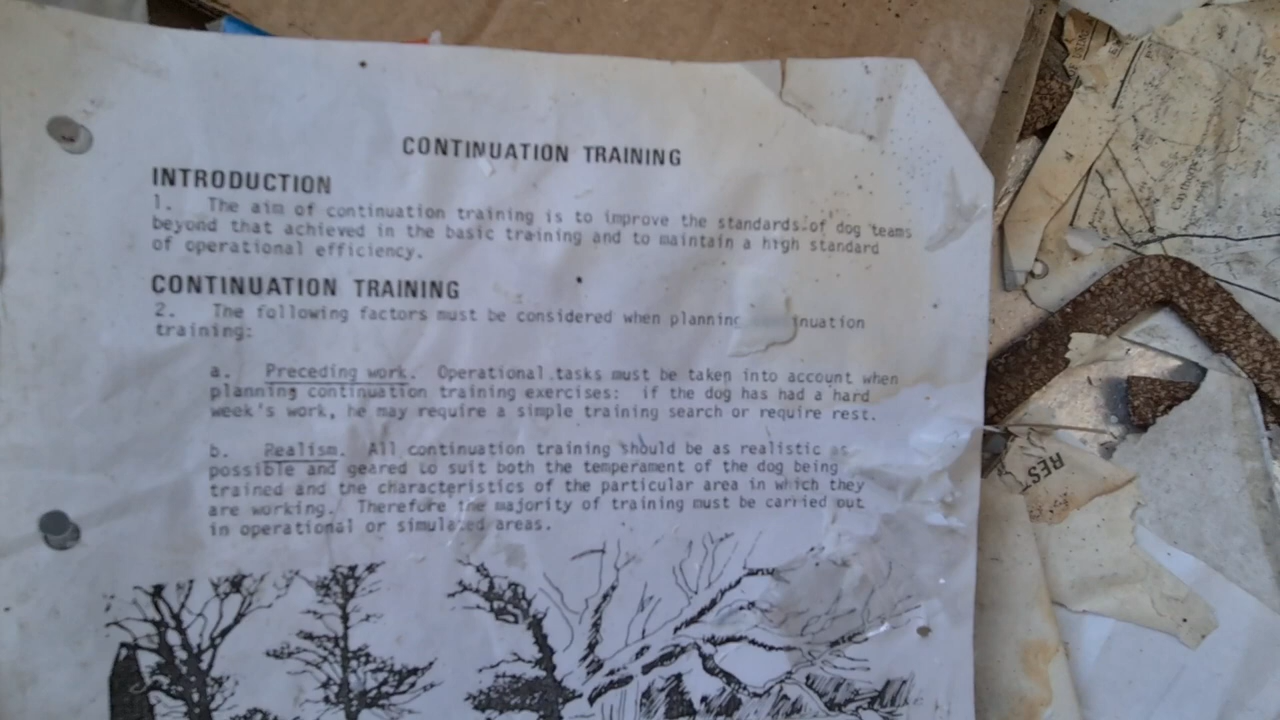 CONTINUATION TRAINING
INTRODUCTION
1. The aim of continuation training is to improve the standards of dog teams
beyond that achieved in the basic training and to maintain a high standard
of operational efficiency.
CONTINUATION TRAINING
2. The following factors must be considered when planning nuation
training:
a. Preceding work. Operational tasks must be taken into account when
planning continuation training exercises: if the dog has had a hard
week's work, he may require a simple training search or require rest.
b. Realism. All continuation training should be as realistic as
possible and geared to suit both the temperament of the dog being
trained and the characteristics of the particular area in which they
are working. Therefore the majority of training must be carried out
in operational or simulated areas.
REST